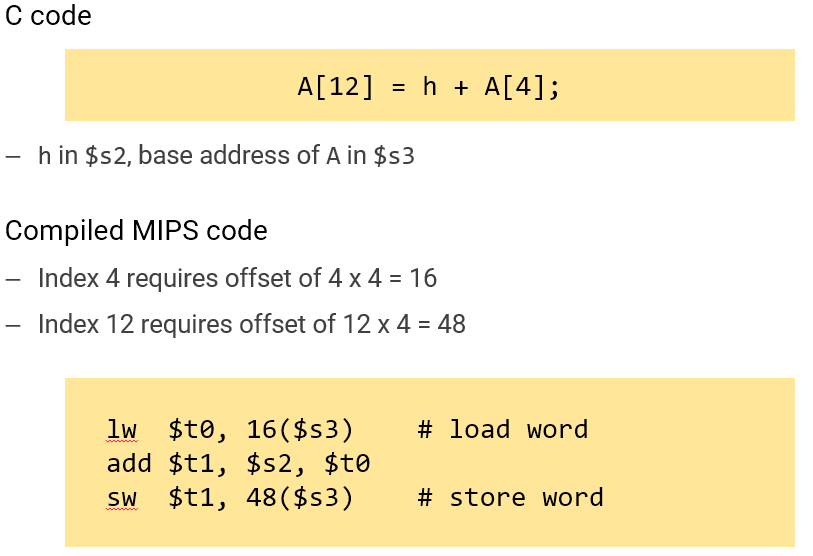 C code
A[12] = h + A[4];
– h in $s2, base address of A in $s3
Compiled MIPS code
– Index 4 requires offset of 4 x 4 = 16
– Index 12 requires offset of 12 x 4 = 48
lw  $t0, 16($s3)    # load word
add $t1, $s2, $t0
sw  $t1, 48($s3)    # store word